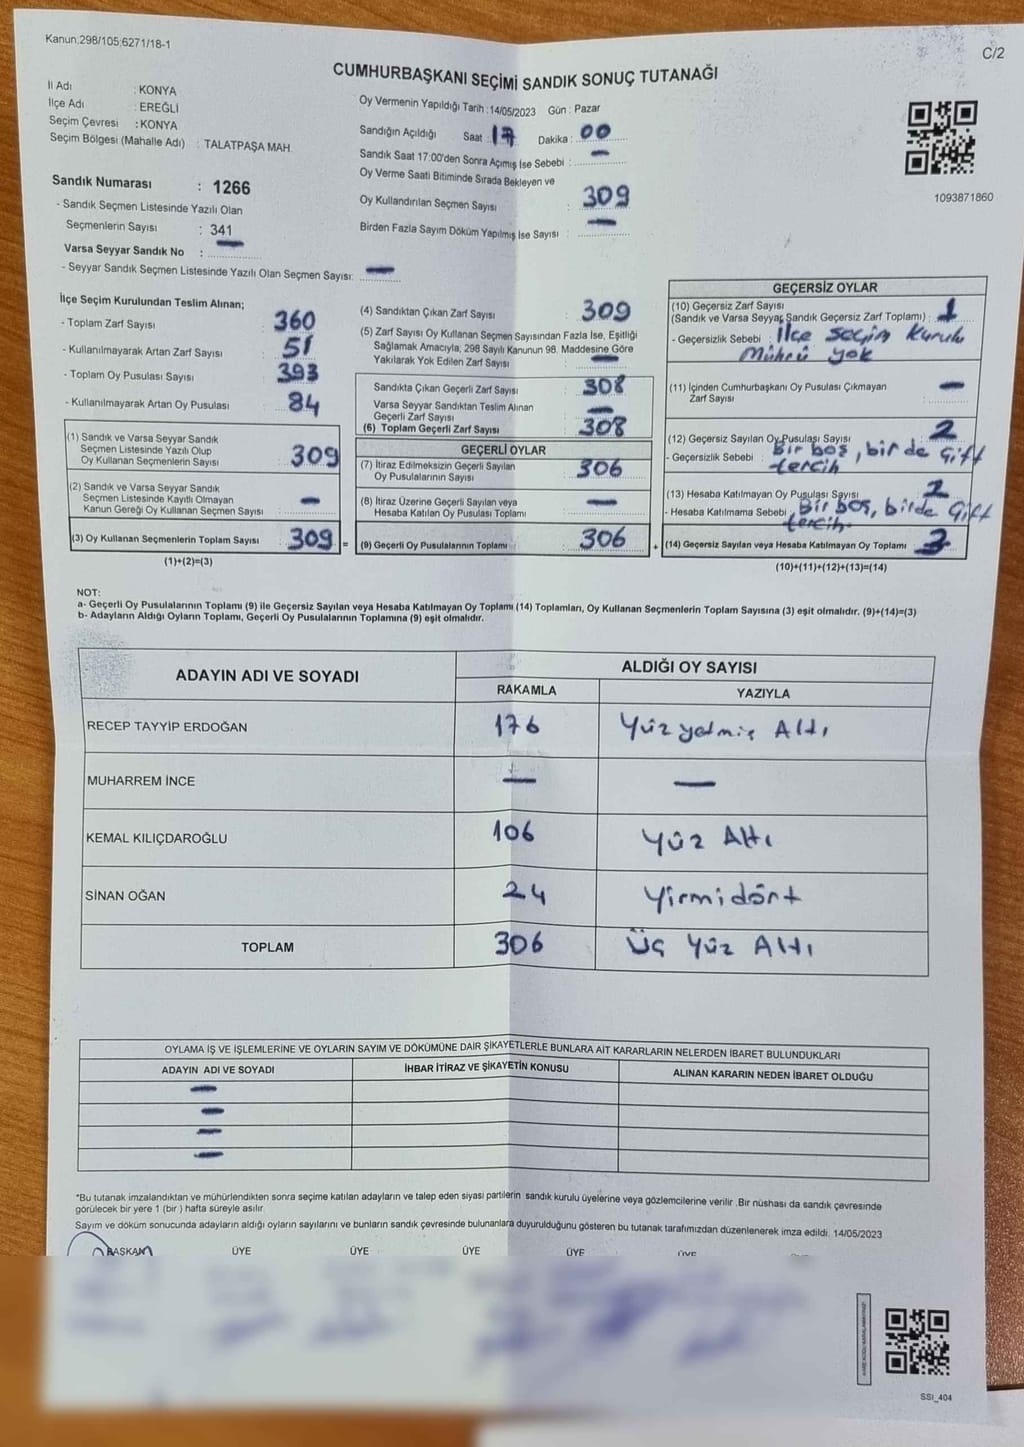 Kanun,298/105;6271/18-1
C/2
CUMHURBAŞKANI SEÇİMİ SANDIK SONUÇ TUTANAĞI
İl Adı : KONYA
İlçe Adı : EREĞLİ
Seçim Çevresi : KONYA
Seçim Bölgesi (Mahalle Adı) : TALATPAŞA MAH.
Sandık Numarası : 1266
- Sandık Seçmen Listesinde Yazılı Olan
Seçmenlerin Sayısı : 341
Varsa Seyyar Sandık No : —
- Seyyar Sandık Seçmen Listesinde Yazılı Olan Seçmen Sayısı: —
Oy Vermenin Yapıldığı Tarih :14/05/2023 Gün : Pazar
Sandığın Açıldığı Saat : 17 Dakika : 00
Sandık Saat 17:00'den Sonra Açımış İse Sebebi : —
Oy Verme Saati Bitiminde Sırada Bekleyen ve
Oy Kullandırılan Seçmen Sayısı : 309
Birden Fazla Sayım Döküm Yapılmış İse Sayısı : —
1093871860
İlçe Seçim Kurulundan Teslim Alınan;
- Toplam Zarf Sayısı : 360
- Kullanılmayarak Artan Zarf Sayısı : 51
- Toplam Oy Pusulası Sayısı : 393
- Kullanılmayarak Artan Oy Pusulası : 84
(1) Sandık ve Varsa Seyyar Sandık
Seçmen Listesinde Yazılı Olup
Oy Kullanan Seçmenlerin Sayısı : 309
(2) Sandık ve Varsa Seyyar Sandık
Seçmen Listesinde Kayıtlı Olmayan
Kanun Gereği Oy Kullanan Seçmen Sayısı : —
(3) Oy Kullanan Seçmenlerin Toplam Sayısı : 309 =
(1)+(2)=(3)
(4) Sandıktan Çıkan Zarf Sayısı : 309
(5) Zarf Sayısı Oy Kullanan Seçmen Sayısından Fazla İse, Eşitliği
Sağlamak Amacıyla; 298 Sayılı Kanunun 98. Maddesine Göre
Yakılarak Yok Edilen Zarf Sayısı : —
Sandıkta Çıkan Geçerli Zarf Sayısı : 308
Varsa Seyyar Sandıktan Teslim Alınan
Geçerli Zarf Sayısı : —
(6) Toplam Geçerli Zarf Sayısı : 308
GEÇERLİ OYLAR
(7) İtiraz Edilmeksizin Geçerli Sayılan
Oy Pusulalarının Sayısı : 306
(8) İtiraz Üzerine Geçerli Sayılan veya
Hesaba Katılan Oy Pusulası Toplamı : —
(9) Geçerli Oy Pusulalarının Toplamı : 306 +
GEÇERSİZ OYLAR
(10) Geçersiz Zarf Sayısı
(Sandık ve Varsa Seyyar Sandık Geçersiz Zarf Toplamı) : 1
- Geçersizlik Sebebi : İlçe Seçim Kurulu
Mührü yok
(11) İçinden Cumhurbaşkanı Oy Pusulası Çıkmayan
Zarf Sayısı : —
(12) Geçersiz Sayılan Oy Pusulası Sayısı : 2
- Geçersizlik Sebebi : Bir boş, bir de Çift
tercih
(13) Hesaba Katılmayan Oy Pusulası Sayısı : 2
- Hesaba Katılmama Sebebi : Bir boş, birde Çift
tercih.
(14) Geçersiz Sayılan veya Hesaba Katılmayan Oy Toplamı : 3
(10)+(11)+(12)+(13)=(14)
NOT:
a- Geçerli Oy Pusulalarının Toplamı (9) ile Geçersiz Sayılan veya Hesaba Katılmayan Oy Toplamı (14) Toplamları, Oy Kullanan Seçmenlerin Toplam Sayısına (3) eşit olmalıdır. (9)+(14)=(3)
b- Adayların Aldığı Oyların Toplamı, Geçerli Oy Pusulalarının Toplamına (9) eşit olmalıdır.
ADAYIN ADI VE SOYADI ALDIĞI OY SAYISI
RAKAMLA YAZIYLA
RECEP TAYYİP ERDOĞAN 176 Yüz yetmiş Altı
MUHARREM İNCE — —
KEMAL KILIÇDAROĞLU 106 Yüz Altı
SİNAN OĞAN 24 Yirmidört
TOPLAM 306 Üç Yüz Altı
OYLAMA İŞ VE İŞLEMLERİNE VE OYLARIN SAYIM VE DÖKÜMÜNE DAİR ŞİKAYETLERLE BUNLARA AİT KARARLARIN NELERDEN İBARET BULUNDUKLARI
ADAYIN ADI VE SOYADI İHBAR İTİRAZ VE ŞİKAYETİN KONUSU ALINAN KARARIN NEDEN İBARET OLDUĞU
—
—
—
—
*Bu tutanak imzalandıktan ve mühürlendikten sonra seçime katılan adayların ve talep eden siyasi partilerin sandık kurulu üyelerine veya gözlemcilerine verilir .Bir nüshası da sandık çevresinde
görülecek bir yere 1 (bir ) hafta süreyle asılır.
Sayım ve döküm sonucunda adayların aldığı oyların sayılarını ve bunların sandık çevresinde bulunanlara duyurulduğunu gösteren bu tutanak tarafımızdan düzenlenerek imza edildi. 14/05/2023
BAŞKAN ÜYE ÜYE ÜYE ÜYE ÜYE
SSI_404